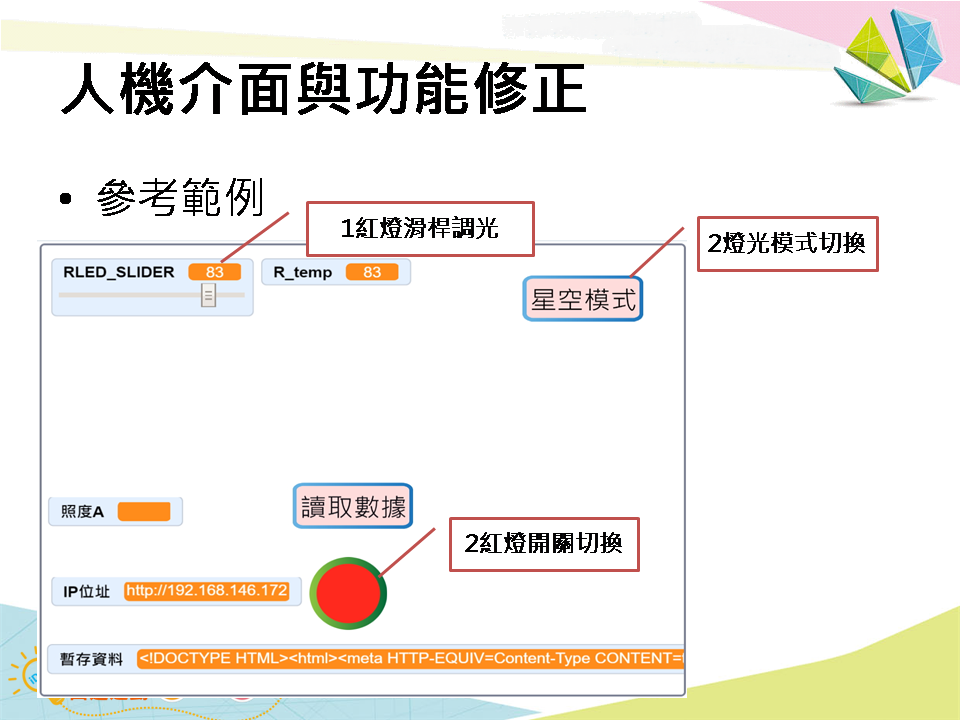 人機介面與功能修正
• 參考範例
1紅燈滑桿調光
2燈光模式切換
RLED_SLIDER 83
R_temp 83
星空模式
照度A
讀取數據
2紅燈開關切換
IP位址 http://192.168.146.172
暫存資料 <!DOCTYPE HTML><html><meta HTTP-EQUIV=Content-Type CONTENT=